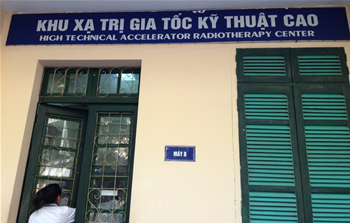 KHU XẠ TRỊ GIA TỐC KỸ THUẬT CAO
HIGH TECHNICAL ACCELERATOR RADIOTHERAPY CENTER
MÁY II